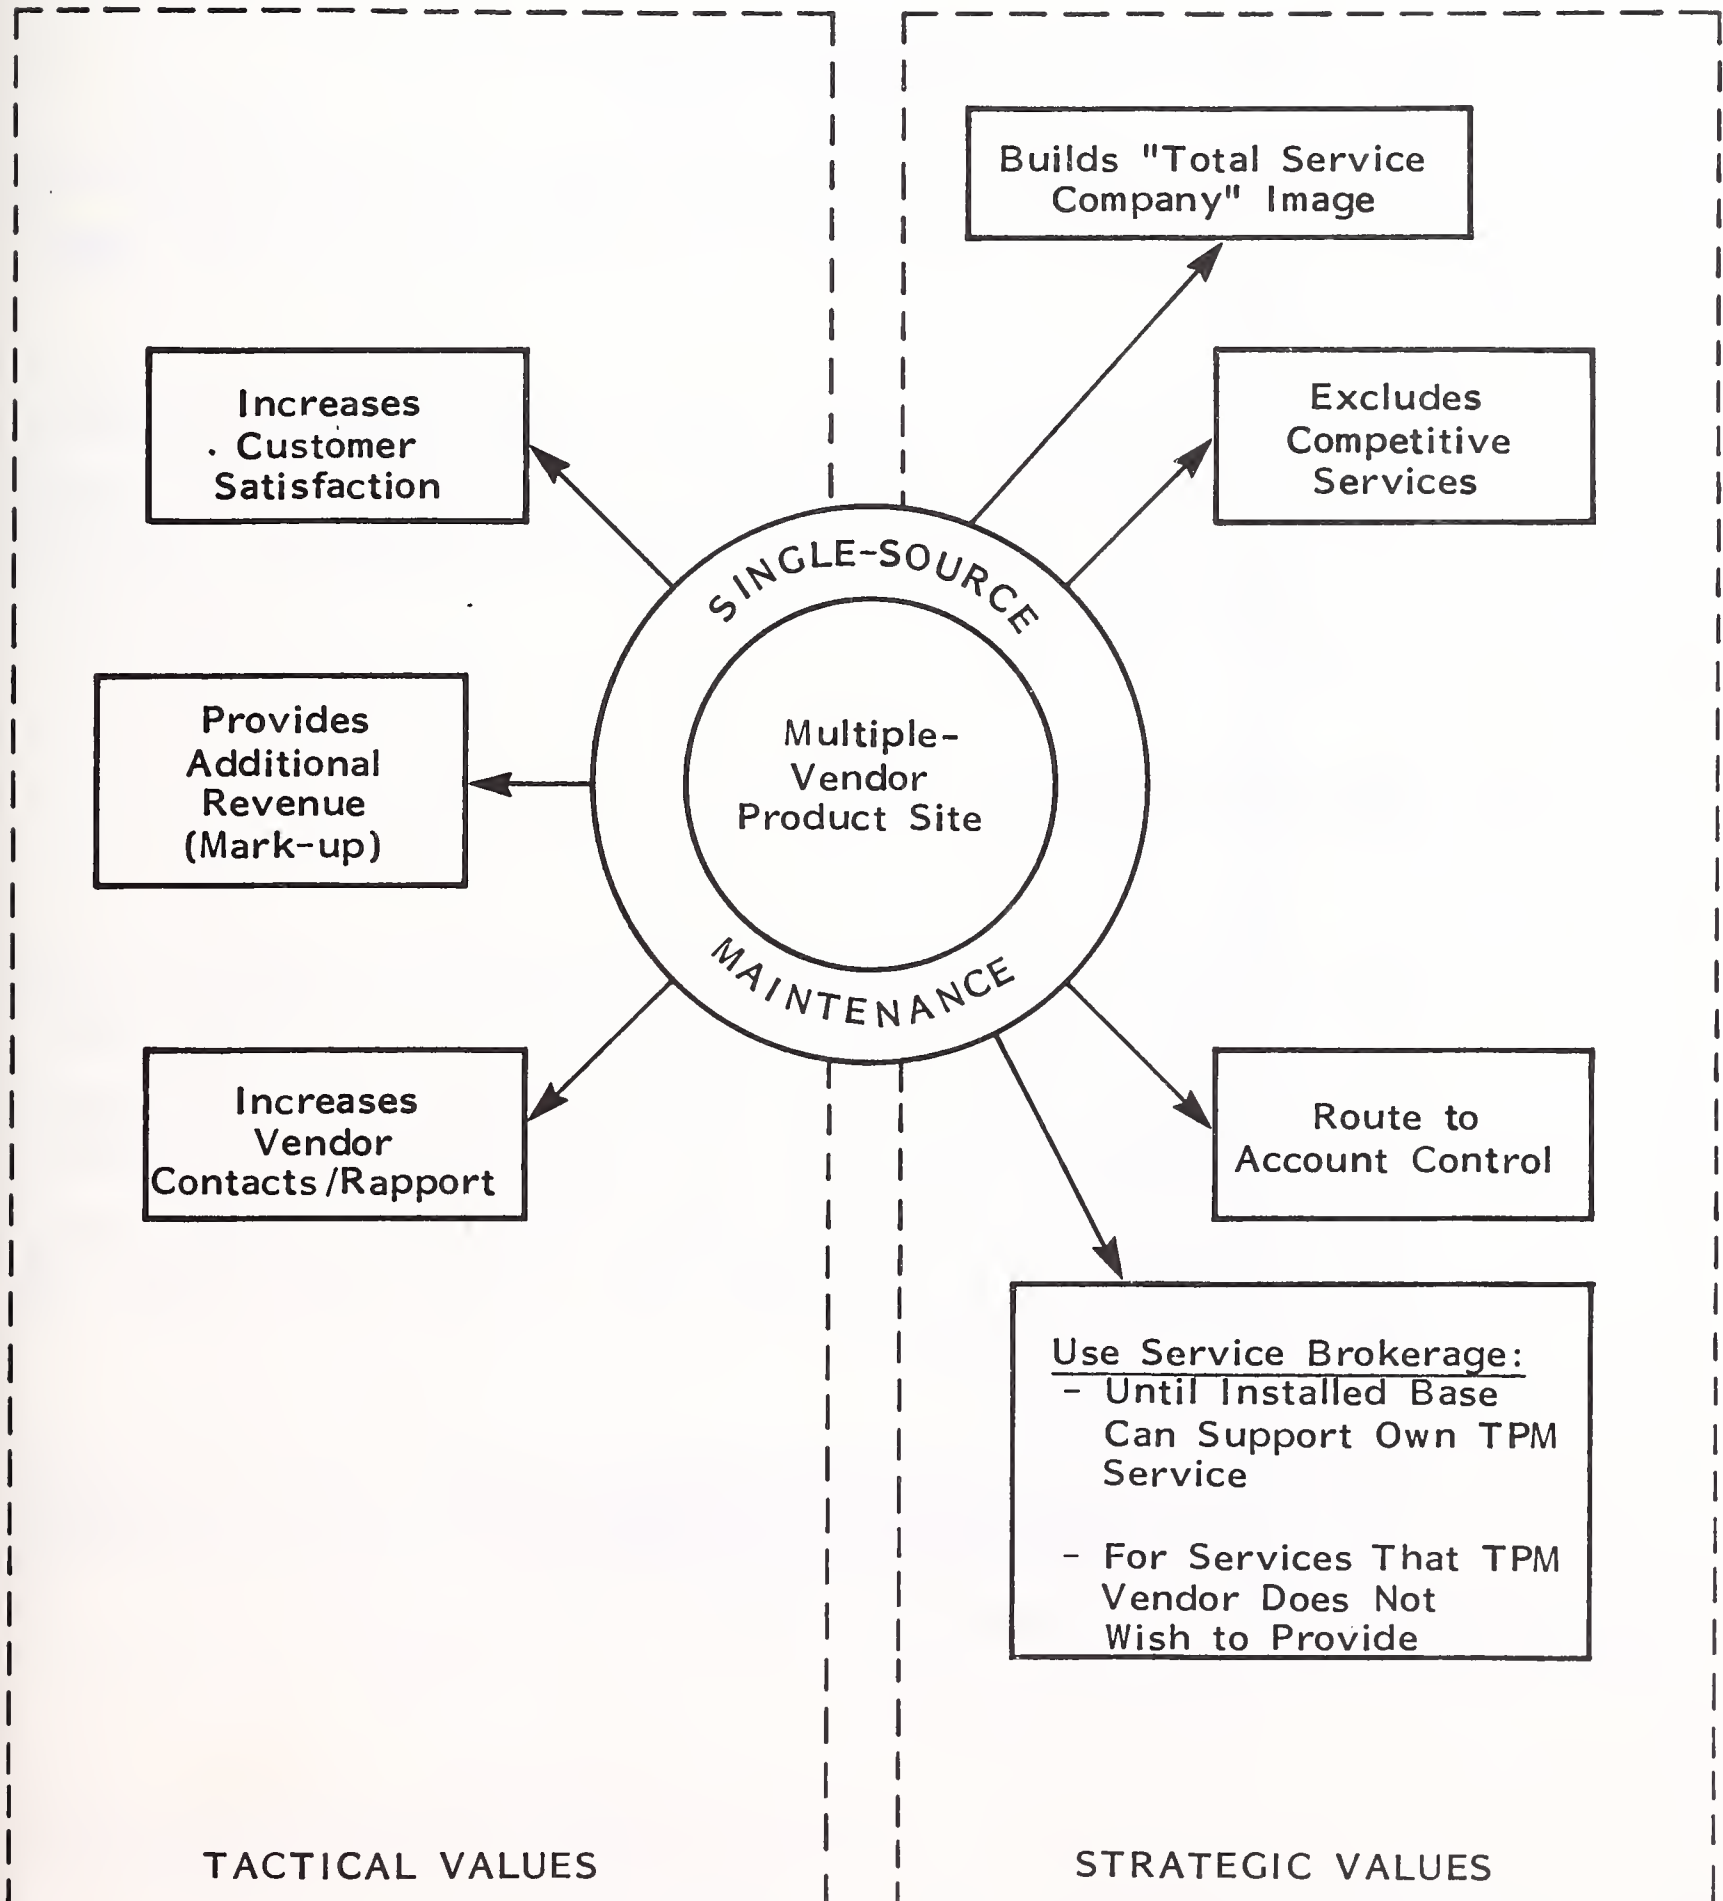 Builds "Total Service
Company" Image
Increases
Customer
Satisfaction
Excludes
Competitive
Services
SINGLE-SOURCE
Provides
Additional
Revenue
(Mark-up)
Multiple-
Vendor
Product Site
MAINTENANCE
Increases
Vendor
Contacts/Rapport
Route to
Account Control
Use Service Brokerage:
- Until Installed Base
Can Support Own TPM
Service
- For Services That TPM
Vendor Does Not
Wish to Provide
TACTICAL VALUES
STRATEGIC VALUES